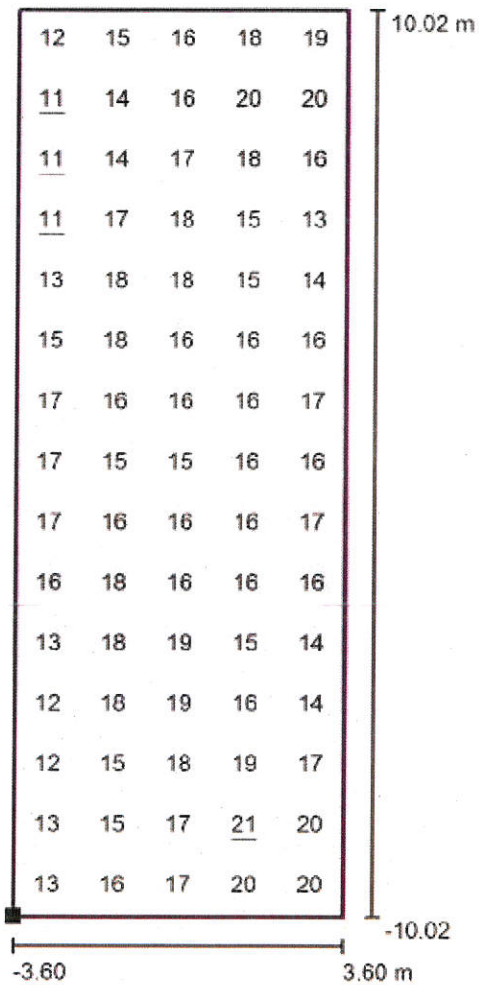 10.02 m
12 15 16 18 19
11 14 16 20 20
11 14 17 18 16
11 17 18 15 13
13 18 18 15 14
15 18 16 16 16
17 16 16 16 17
17 15 15 16 16
17 16 16 16 17
16 18 16 16 16
13 18 19 15 14
12 18 19 16 14
12 15 18 19 17
13 15 17 21 20
13 16 17 20 20
-10.02
-3.60 3.60 m